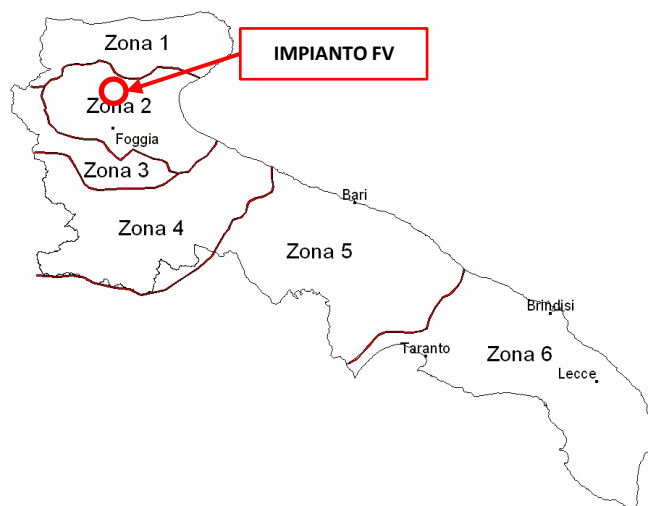 Zona 1
IMPIANTO FV
Zona 2
Foggia
Zona 3
Bari
Zona 4
Zona 5
Brindisi
Taranto
Zona 6
Lecce